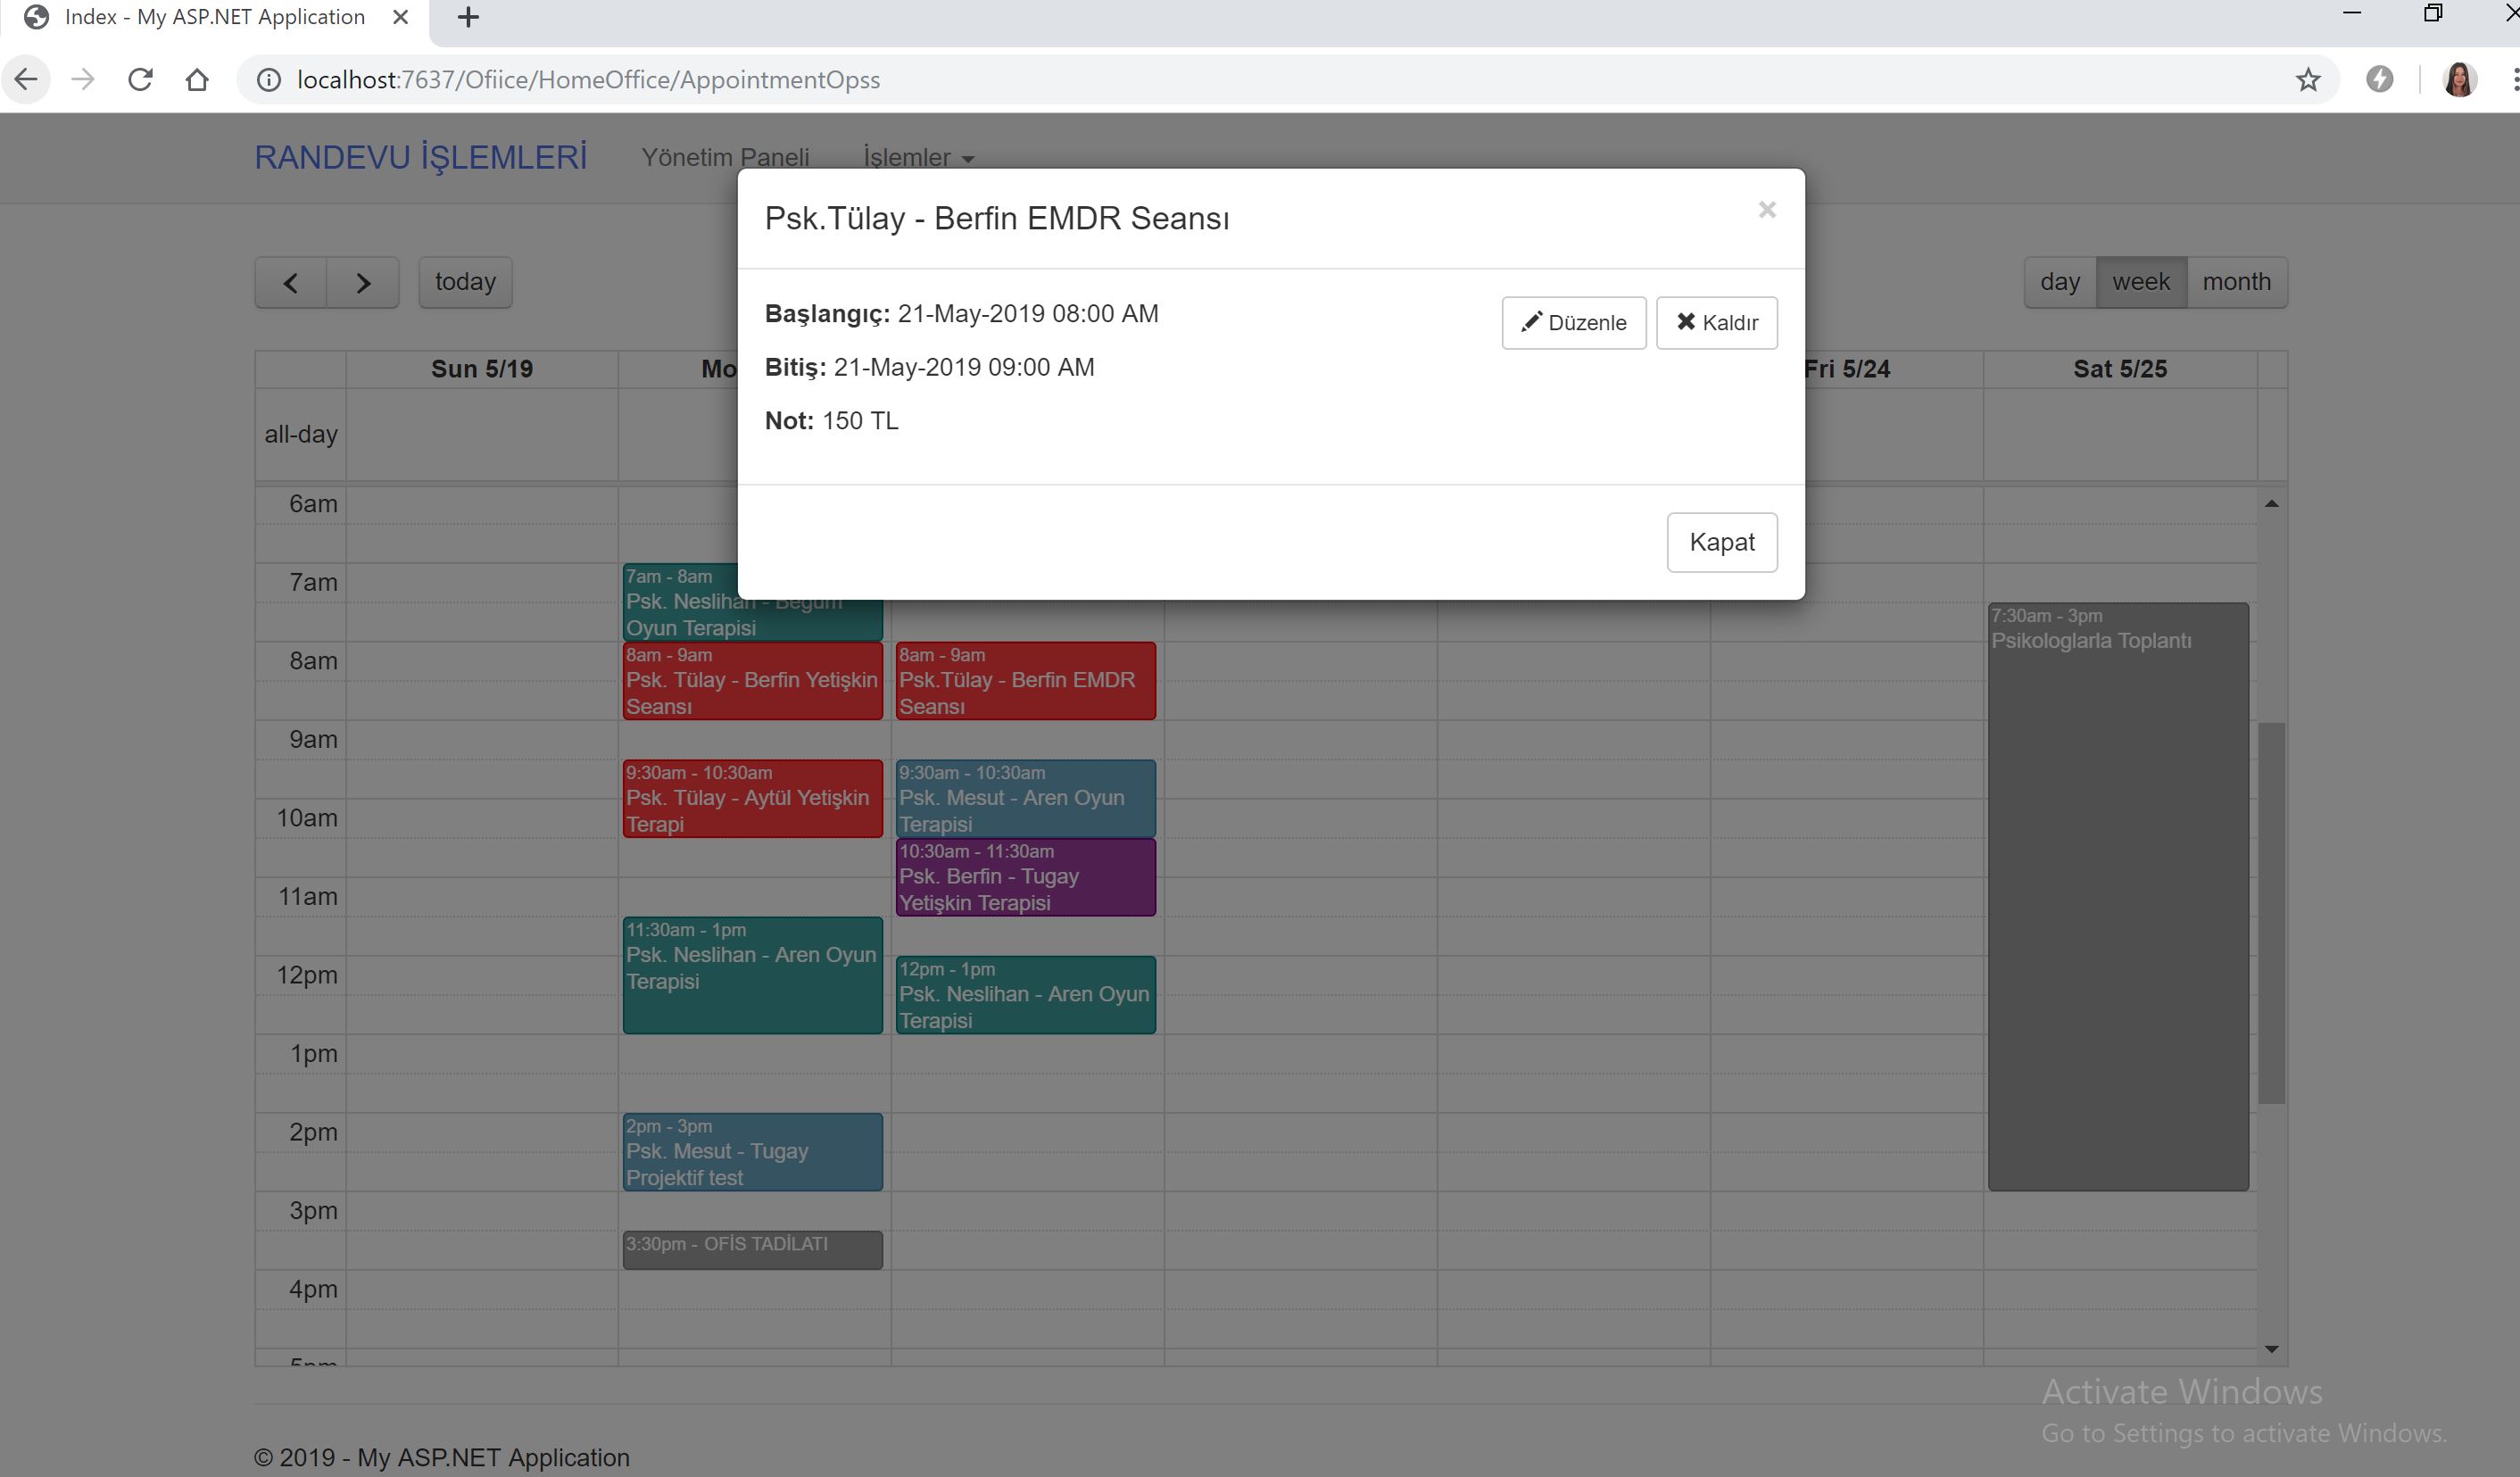 Index - My ASP.NET Application
localhost:7637/Ofiice/HomeOffice/AppointmentOpss
RANDEVU İŞLEMLERİ Yönetim Paneli İşlemler
Psk.Tülay - Berfin EMDR Seansı ×
Başlangıç: 21-May-2019 08:00 AM
Düzenle Kaldır
Bitiş: 21-May-2019 09:00 AM
Not: 150 TL
Kapat
today
day week month
Sun 5/19 Mo Fri 5/24 Sat 5/25
all-day
6am
7am
8am
9am
10am
11am
12pm
1pm
2pm
3pm
4pm
5pm
7am - 8am
Psk. Neslihan - Begüm
Oyun Terapisi
8am - 9am
Psk. Tülay - Berfin Yetişkin
Seansı
9:30am - 10:30am
Psk. Tülay - Aytül Yetişkin
Terapi
11:30am - 1pm
Psk. Neslihan - Aren Oyun
Terapisi
2pm - 3pm
Psk. Mesut - Tugay
Projektif test
3:30pm - OFİS TADİLATI
8am - 9am
Psk.Tülay - Berfin EMDR
Seansı
9:30am - 10:30am
Psk. Mesut - Aren Oyun
Terapisi
10:30am - 11:30am
Psk. Berfin - Tugay
Yetişkin Terapisi
12pm - 1pm
Psk. Neslihan - Aren Oyun
Terapisi
7:30am - 3pm
Psikologlarla Toplantı
Activate Windows
Go to Settings to activate Windows.
© 2019 - My ASP.NET Application